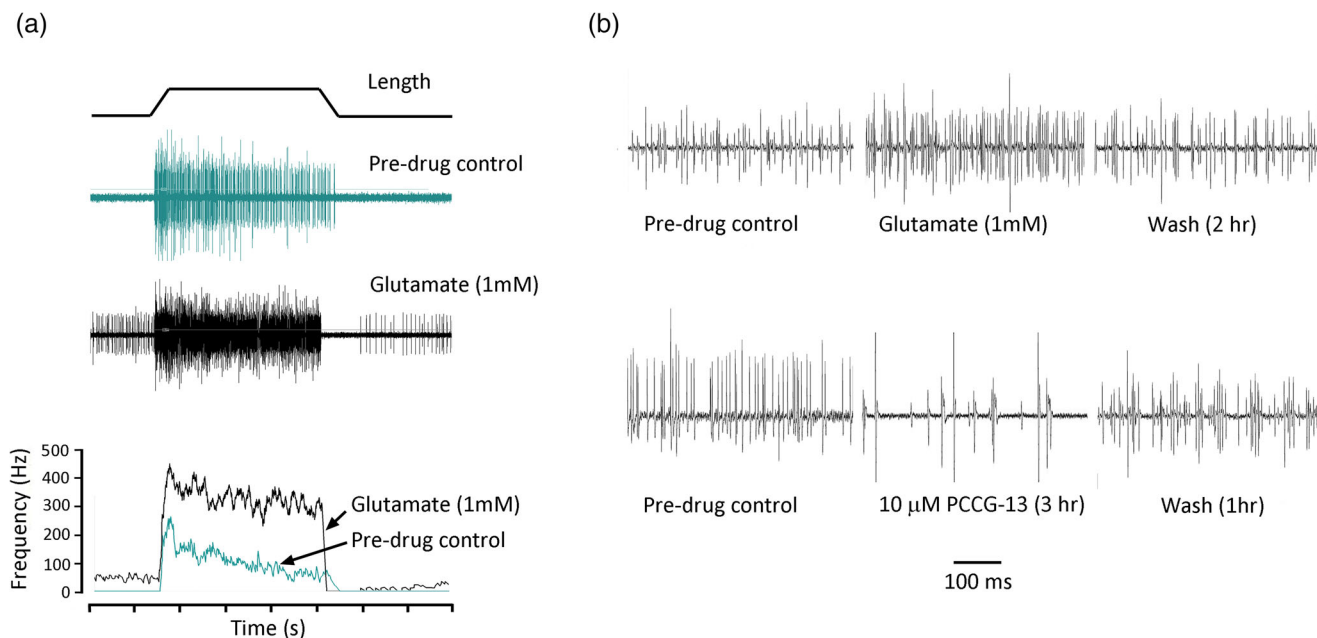 (a)
Length
Pre-drug control
Glutamate (1mM)
500
400
300
200
100
0
Frequency (Hz)
Glutamate (1mM)
Pre-drug control
Time (s)
(b)
Pre-drug control
Glutamate (1mM)
Wash (2 hr)
Pre-drug control
10 μM PCCG-13 (3 hr)
Wash (1hr)
100 ms